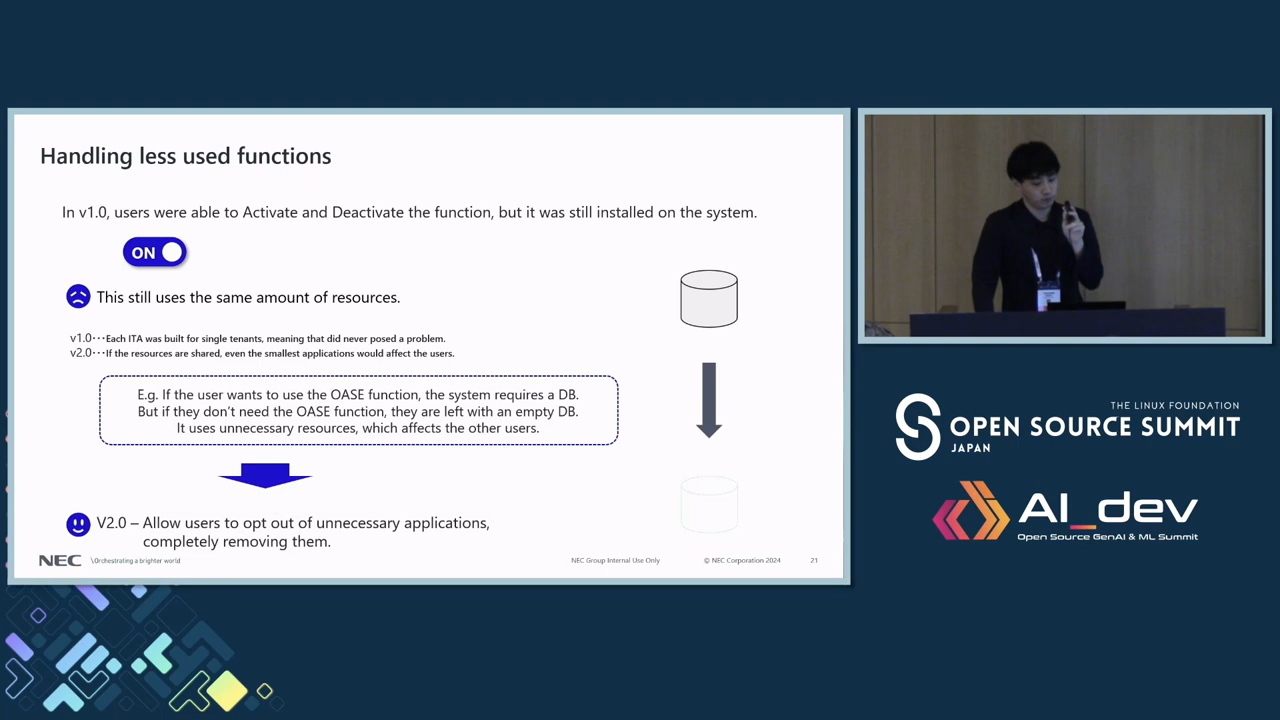 Handling less used functions
In v1.0, users were able to Activate and Deactivate the function, but it was still installed on the system.
ON
This still uses the same amount of resources.
v1.0･･･Each ITA was built for single tenants, meaning that did never posed a problem.
v2.0･･･If the resources are shared, even the smallest applications would affect the users.
E.g. If the user wants to use the OASE function, the system requires a DB.
But if they don't need the OASE function, they are left with an empty DB.
It uses unnecessary resources, which affects the other users.
V2.0 – Allow users to opt out of unnecessary applications,
completely removing them.
NEC \Orchestrating a brighter world NEC Group Internal Use Only © NEC Corporation 2024 21
THE LINUX FOUNDATION
OPEN SOURCE SUMMIT
JAPAN
AI_dev
Open Source GenAI & ML Summit